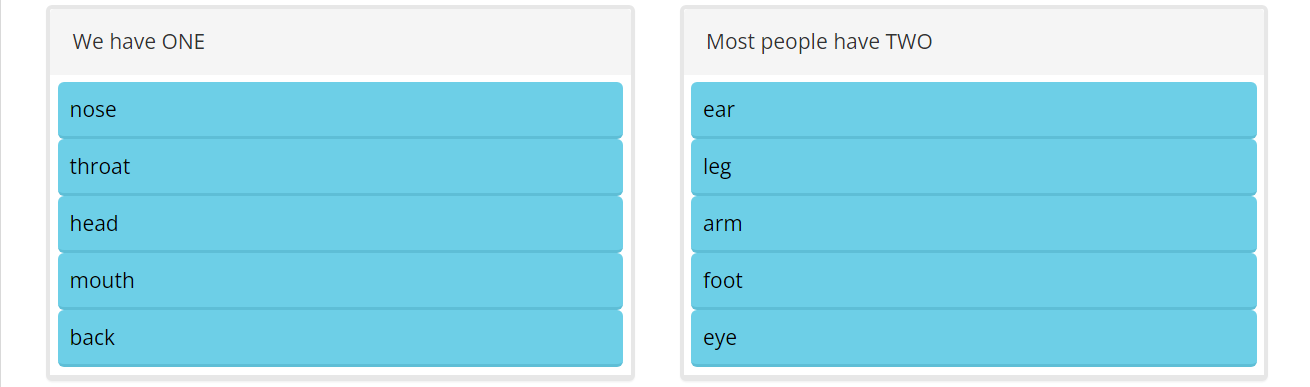 We have ONE
nose
throat
head
mouth
back
Most people have TWO
ear
leg
arm
foot
eye